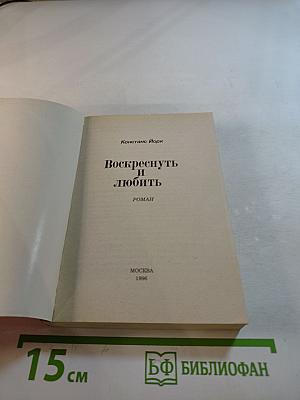 Констанс Йорк
Воскреснуть
и
любить
РОМАН
МОСКВА
1996
15 см
БФ БИБЛИОФАН